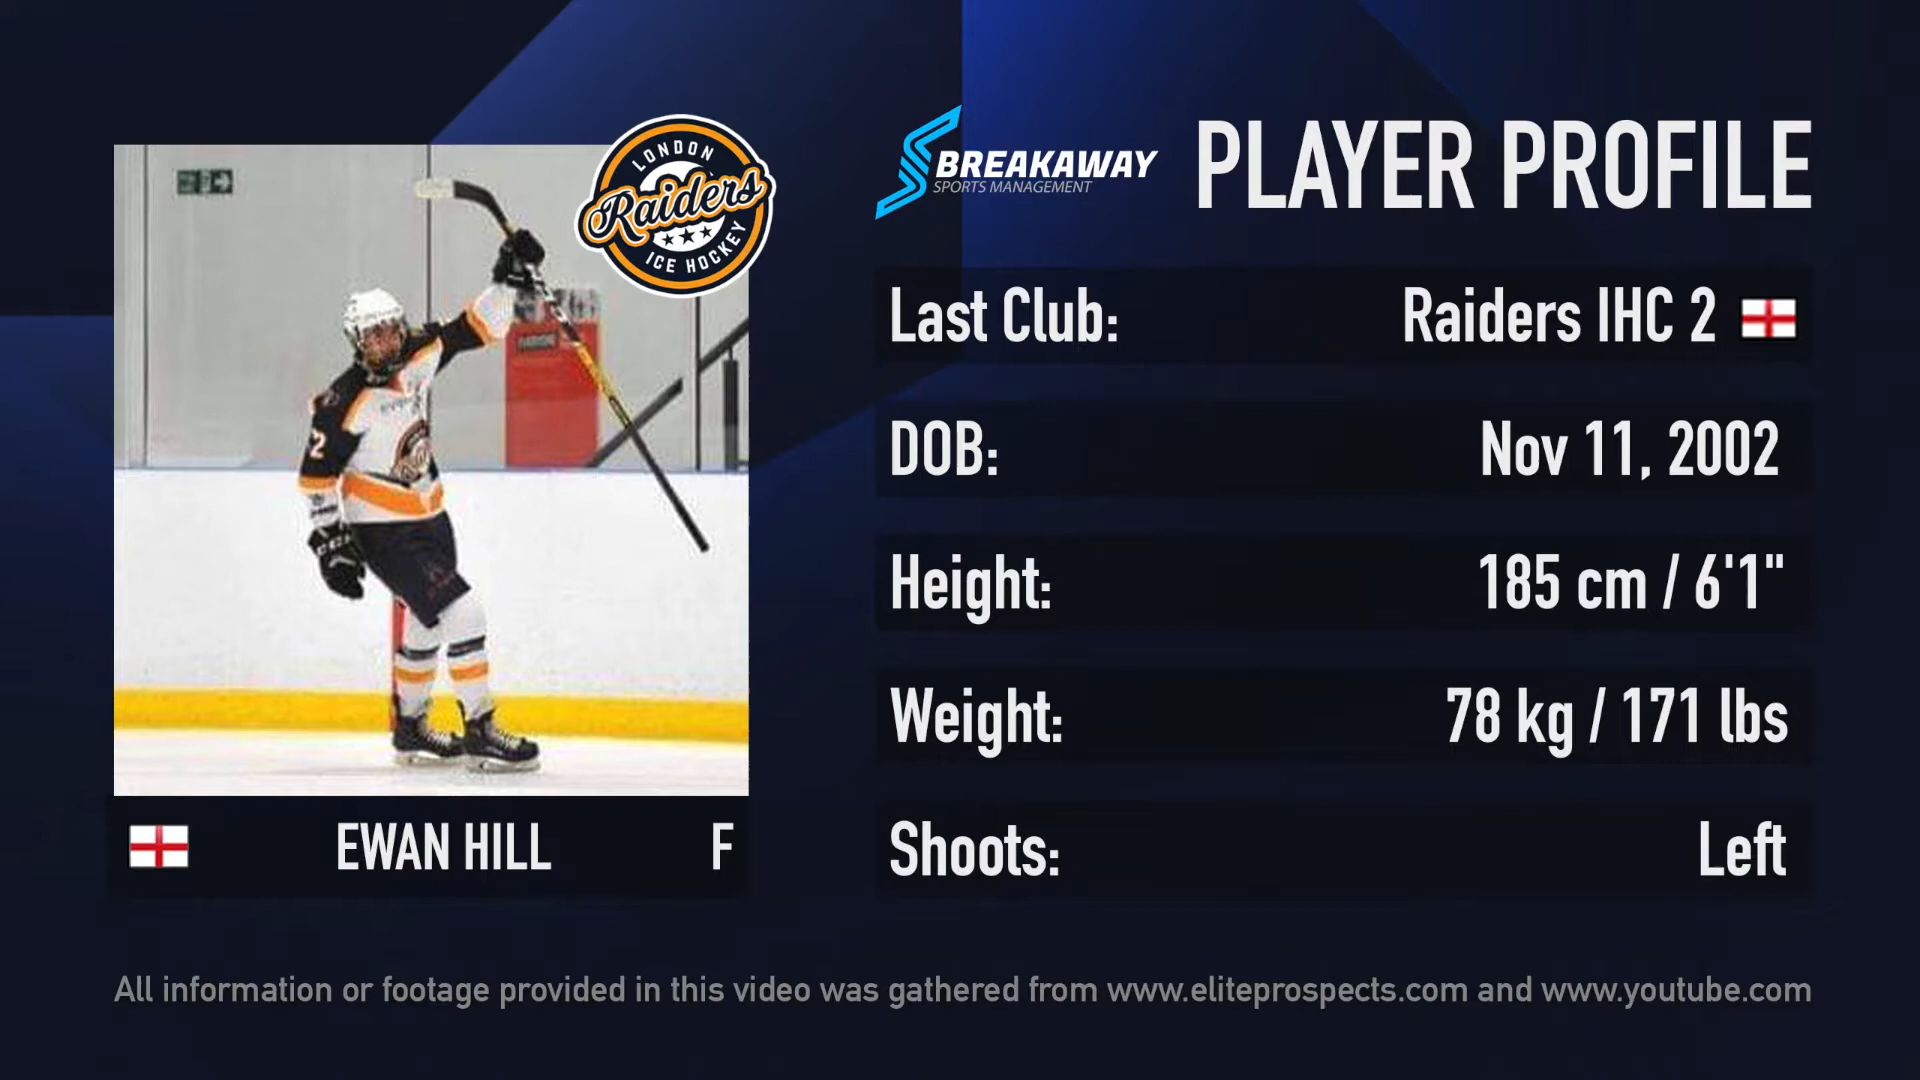 LONDON
Raiders
ICE HOCKEY
2
EWAN HILL
F
BREAKAWAY
SPORTS MANAGEMENT
PLAYER PROFILE
Last Club: Raiders IHC 2
DOB: Nov 11, 2002
Height: 185 cm / 6'1"
Weight: 78 kg / 171 lbs
Shoots: Left
All information or footage provided in this video was gathered from www.eliteprospects.com and www.youtube.com